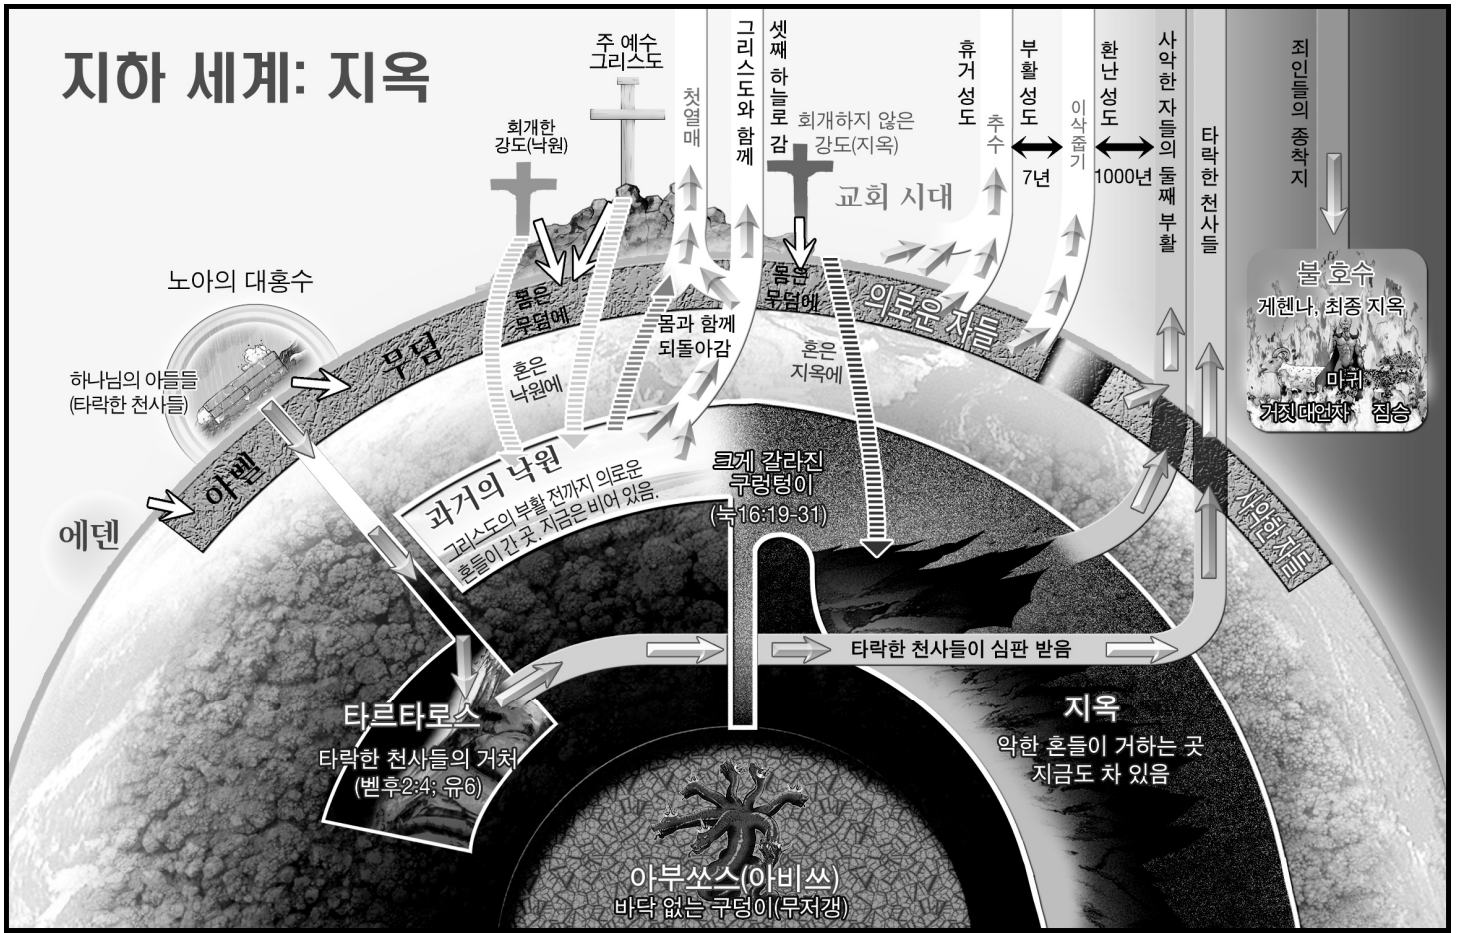 지하 세계: 지옥
주 예수
그리스도
회개한
강도(낙원)
첫열매
그리스도와 함께
셋째 하늘로 감
회개하지 않은
강도(지옥)
교회 시대
휴거 성도
추수
부활 성도
7년
이삭줍기
환난 성도
1000년
사악한 자들의 둘째 부활
타락한 천사들
죄인들의 종착지
불 호수
게헨나, 최종 지옥
마귀
거짓 대언자
짐승
노아의 대홍수
하나님의 아들들
(타락한 천사들)
에덴
아벨
무덤
몸은
무덤에
혼은
낙원에
몸과 함께
되돌아감
몸은
무덤에
혼은
지옥에
의로운 자들
사악한 자들
과거의 낙원
그리스도의 부활 전까지 의로운
혼들이 간 곳. 지금은 비어 있음.
크게 갈라진
구렁텅이
(눅16:19-31)
타락한 천사들이 심판 받음
타르타로스
타락한 천사들의 거처
(벧후2:4; 유6)
지옥
악한 혼들이 거하는 곳
지금도 차 있음
아부쏘스(아비쓰)
바닥 없는 구덩이(무저갱)